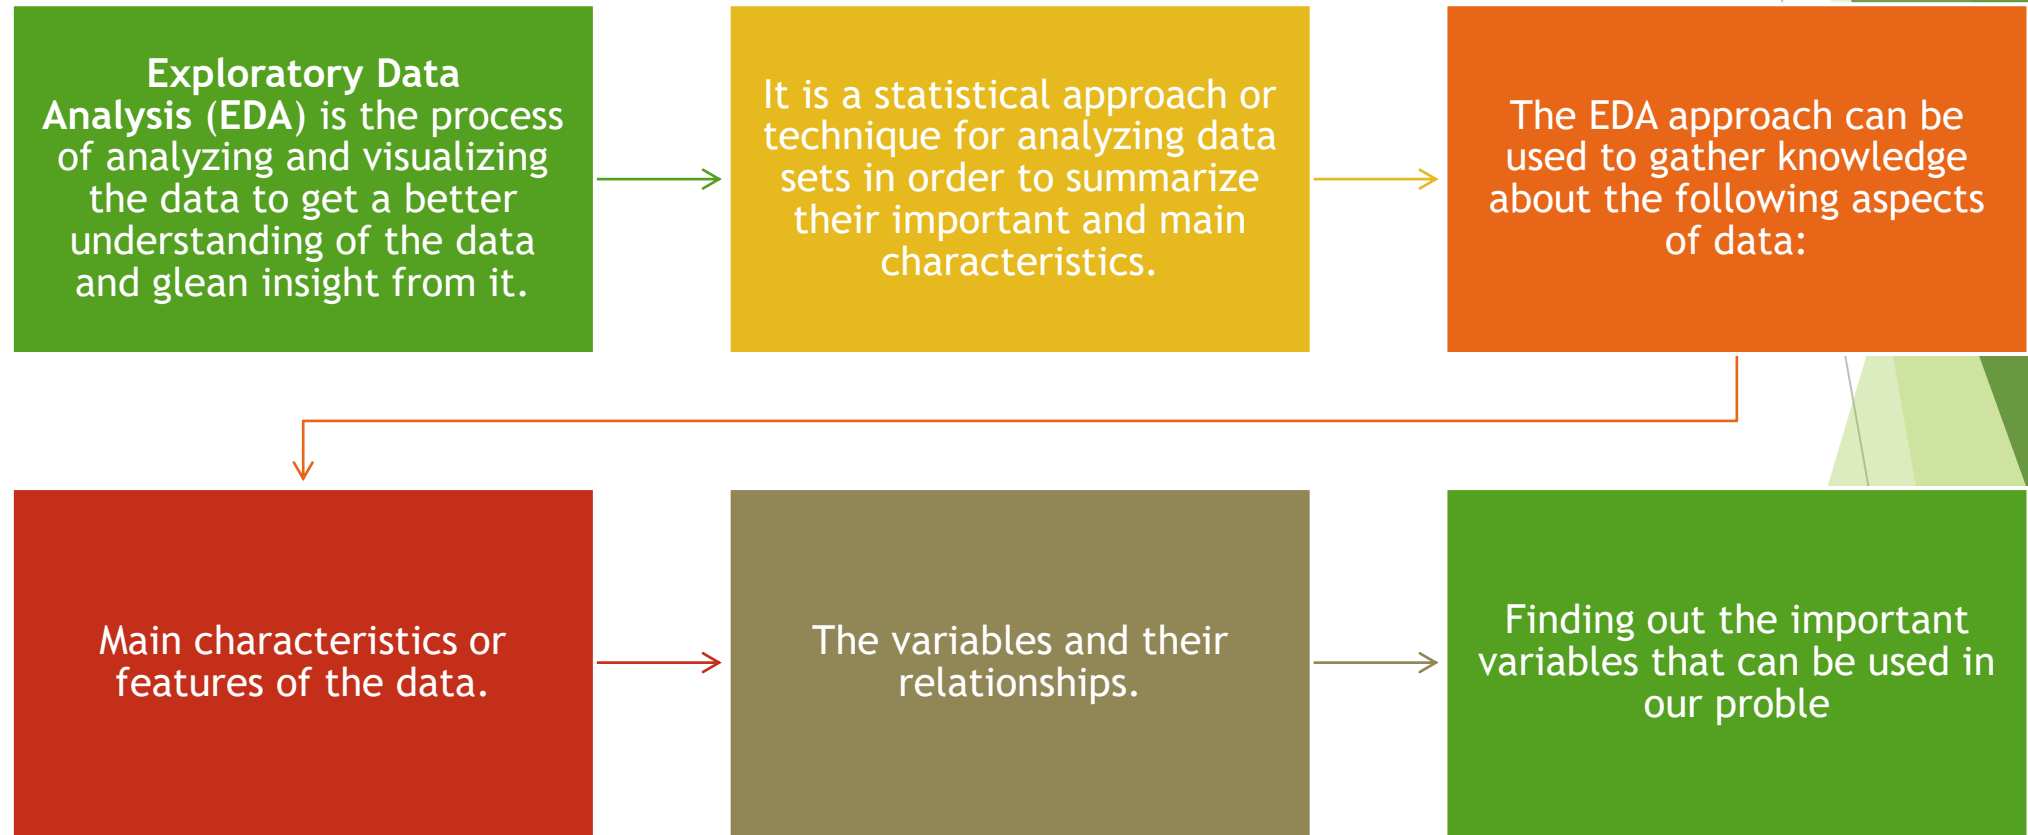 Exploratory Data
Analysis (EDA) is the process
of analyzing and visualizing
the data to get a better
understanding of the data
and glean insight from it.
It is a statistical approach or
technique for analyzing data
sets in order to summarize
their important and main
characteristics.
The EDA approach can be
used to gather knowledge
about the following aspects
of data:
Main characteristics or
features of the data.
The variables and their
relationships.
Finding out the important
variables that can be used in
our proble